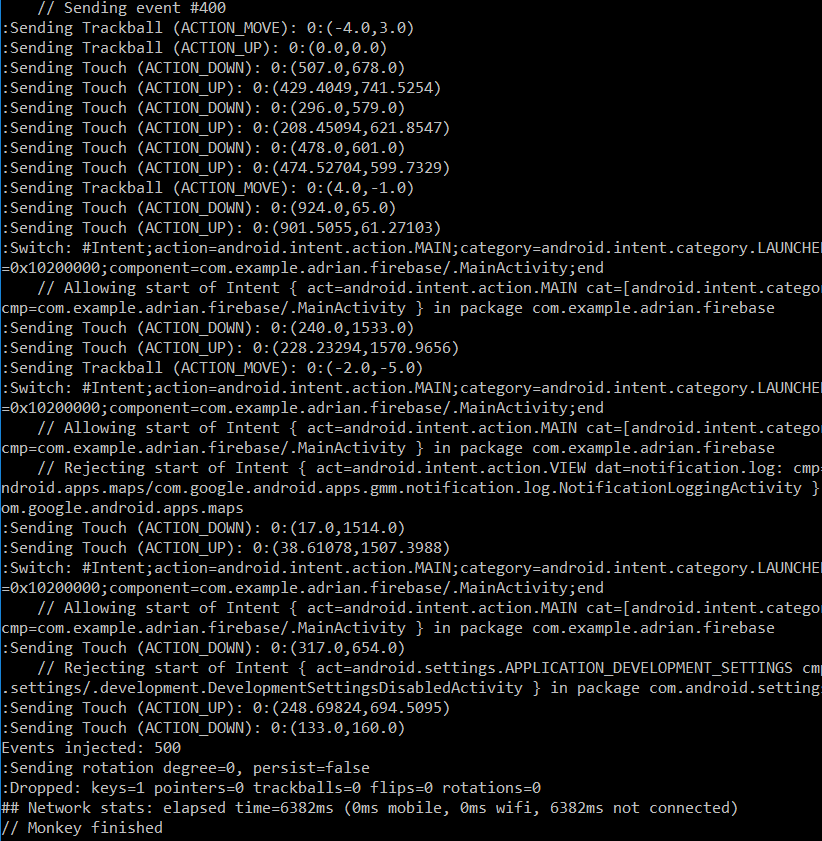 // Sending event #400
:Sending Trackball (ACTION_MOVE): 0:(-4.0,3.0)
:Sending Trackball (ACTION_UP): 0:(0.0,0.0)
:Sending Touch (ACTION_DOWN): 0:(507.0,678.0)
:Sending Touch (ACTION_UP): 0:(429.4049,741.5254)
:Sending Touch (ACTION_DOWN): 0:(296.0,579.0)
:Sending Touch (ACTION_UP): 0:(208.45094,621.8547)
:Sending Touch (ACTION_DOWN): 0:(478.0,601.0)
:Sending Touch (ACTION_UP): 0:(474.52704,599.7329)
:Sending Trackball (ACTION_MOVE): 0:(4.0,-1.0)
:Sending Touch (ACTION_DOWN): 0:(924.0,65.0)
:Sending Touch (ACTION_UP): 0:(901.5055,61.27103)
:Switch: #Intent;action=android.intent.action.MAIN;category=android.intent.category.LAUNCHE
=0x10200000;component=com.example.adrian.firebase/.MainActivity;end
// Allowing start of Intent { act=android.intent.action.MAIN cat=[android.intent.catego
cmp=com.example.adrian.firebase/.MainActivity } in package com.example.adrian.firebase
:Sending Touch (ACTION_DOWN): 0:(240.0,1533.0)
:Sending Touch (ACTION_UP): 0:(228.23294,1570.9656)
:Sending Trackball (ACTION_MOVE): 0:(-2.0,-5.0)
:Switch: #Intent;action=android.intent.action.MAIN;category=android.intent.category.LAUNCHE
=0x10200000;component=com.example.adrian.firebase/.MainActivity;end
// Allowing start of Intent { act=android.intent.action.MAIN cat=[android.intent.catego
cmp=com.example.adrian.firebase/.MainActivity } in package com.example.adrian.firebase
// Rejecting start of Intent { act=android.intent.action.VIEW dat=notification.log: cmp=
ndroid.apps.maps/com.google.android.apps.gmm.notification.log.NotificationLoggingActivity }
om.google.android.apps.maps
:Sending Touch (ACTION_DOWN): 0:(17.0,1514.0)
:Sending Touch (ACTION_UP): 0:(38.61078,1507.3988)
:Switch: #Intent;action=android.intent.action.MAIN;category=android.intent.category.LAUNCHE
=0x10200000;component=com.example.adrian.firebase/.MainActivity;end
// Allowing start of Intent { act=android.intent.action.MAIN cat=[android.intent.catego
cmp=com.example.adrian.firebase/.MainActivity } in package com.example.adrian.firebase
:Sending Touch (ACTION_DOWN): 0:(317.0,654.0)
// Rejecting start of Intent { act=android.settings.APPLICATION_DEVELOPMENT_SETTINGS cmp
.settings/.development.DevelopmentSettingsDisabledActivity } in package com.android.settings
:Sending Touch (ACTION_UP): 0:(248.69824,694.5095)
:Sending Touch (ACTION_DOWN): 0:(133.0,160.0)
Events injected: 500
:Sending rotation degree=0, persist=false
:Dropped: keys=1 pointers=0 trackballs=0 flips=0 rotations=0
## Network stats: elapsed time=6382ms (0ms mobile, 0ms wifi, 6382ms not connected)
// Monkey finished